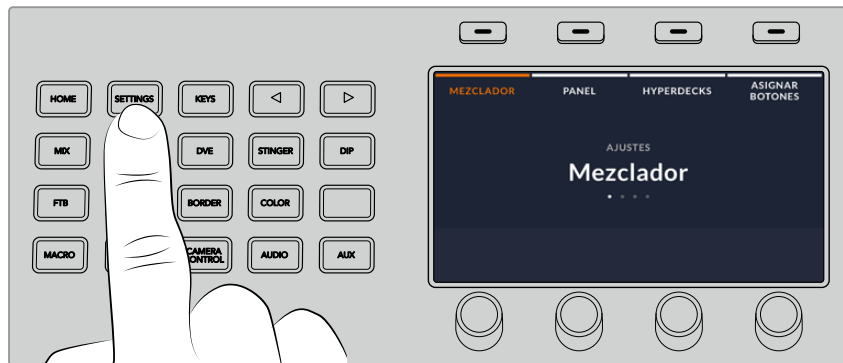 HOME
SETTINGS
KEYS
MIX
DVE
STINGER
DIP
FTB
BORDER
COLOR
MACRO
CAMERA
CONTROL
AUDIO
AUX
MEZCLADOR
PANEL
HYPERDECKS
ASIGNAR
BOTONES
AJUSTES
Mezclador